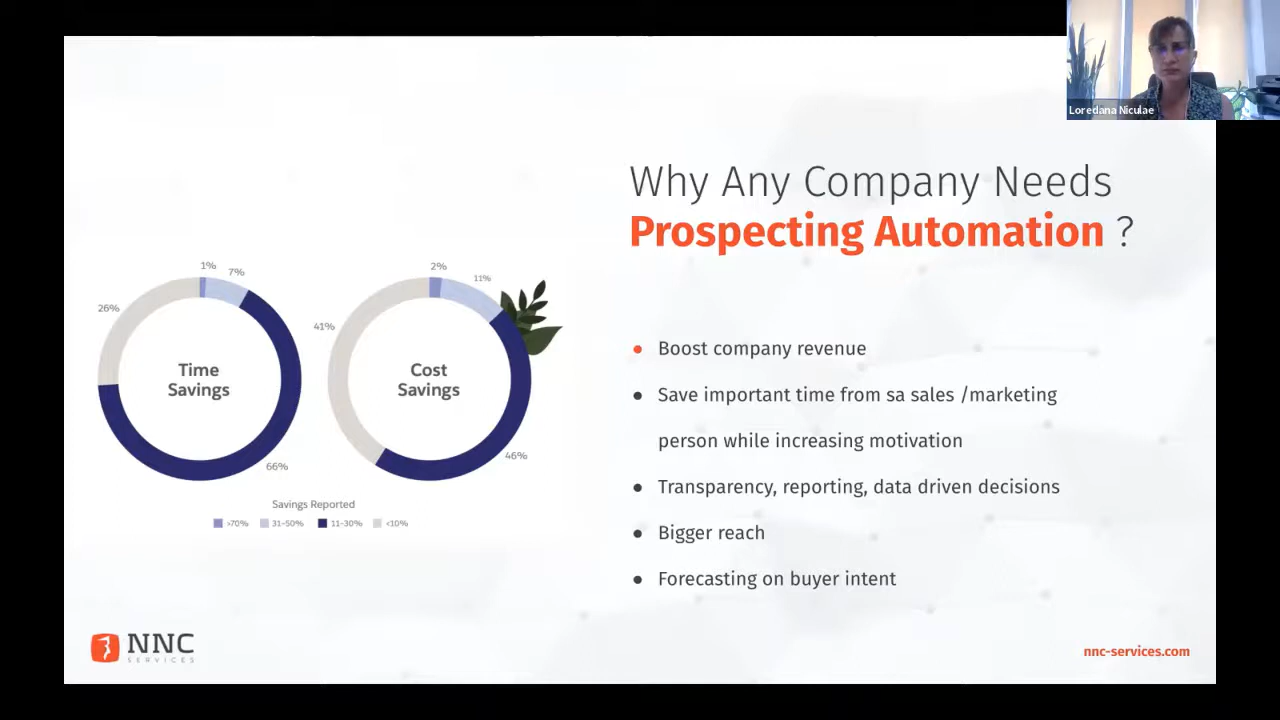 Loredana Niculae
Why Any Company Needs
Prospecting Automation ?
1%
7%
26%
66%
Time
Savings
2%
11%
41%
46%
Cost
Savings
Savings Reported
>70%
31-50%
11-30%
<10%
Boost company revenue
Save important time from sa sales /marketing
person while increasing motivation
Transparency, reporting, data driven decisions
Bigger reach
Forecasting on buyer intent
NNC
SERVICES
nnc-services.com